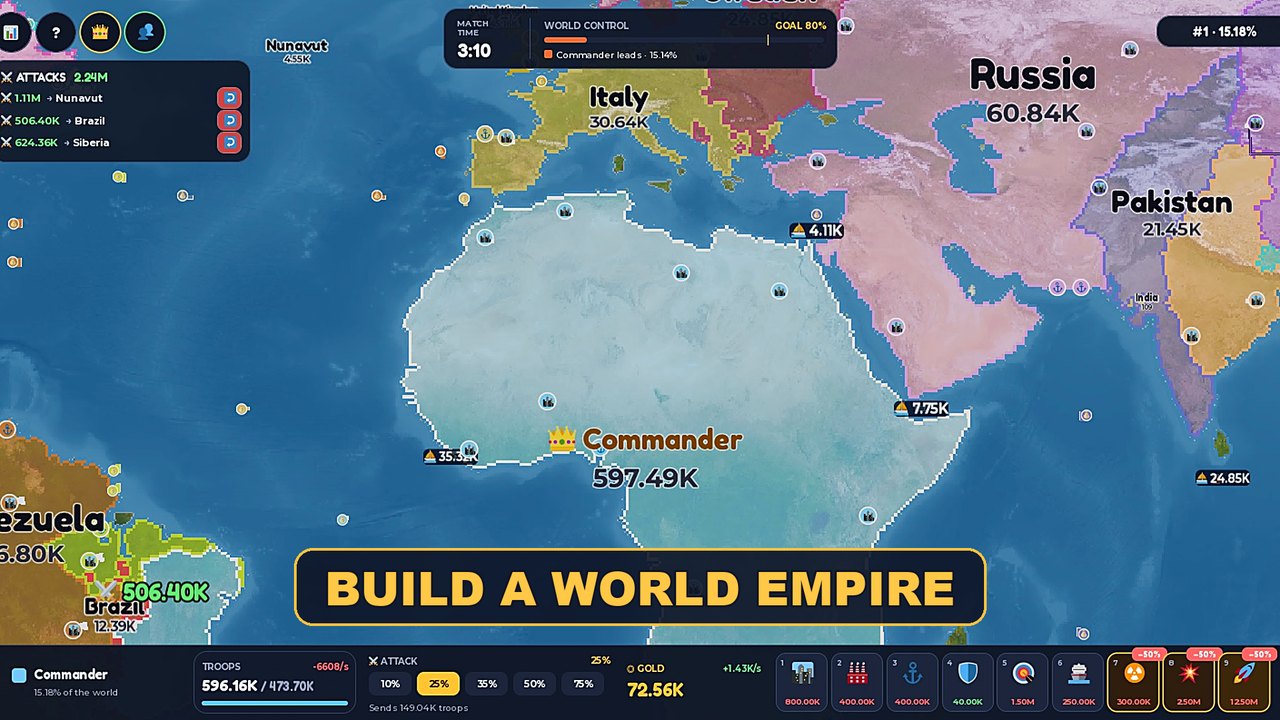 MATCH TIME
3:10
WORLD CONTROL
GOAL 80%
Commander leads · 15.14%
#1 · 15.18%
?
ATTACKS 2.24M
1.11M → Nunavut
506.40K → Brazil
624.36K → Siberia
Nunavut
4.55K
Italy
30.64K
Russia
60.84K
Pakistan
21.45K
India
109
4.11K
7.75K
24.85K
Commander
597.49K
ezuela
6.80K
506.40K
Brazil
12.39K
BUILD A WORLD EMPIRE
Commander
15.18% of the world
TROOPS -6608/s
596.16K / 473.70K
ATTACK 25%
10% 25% 35% 50% 75%
Sends 149.04K troops
GOLD +1.43K/s
72.56K
1 800.00K
2 400.00K
3 400.00K
4 40.00K
5 1.50M
6 250.00K
7 -50% 300.00K
8 -50% 2.50M
9 -50% 12.50M